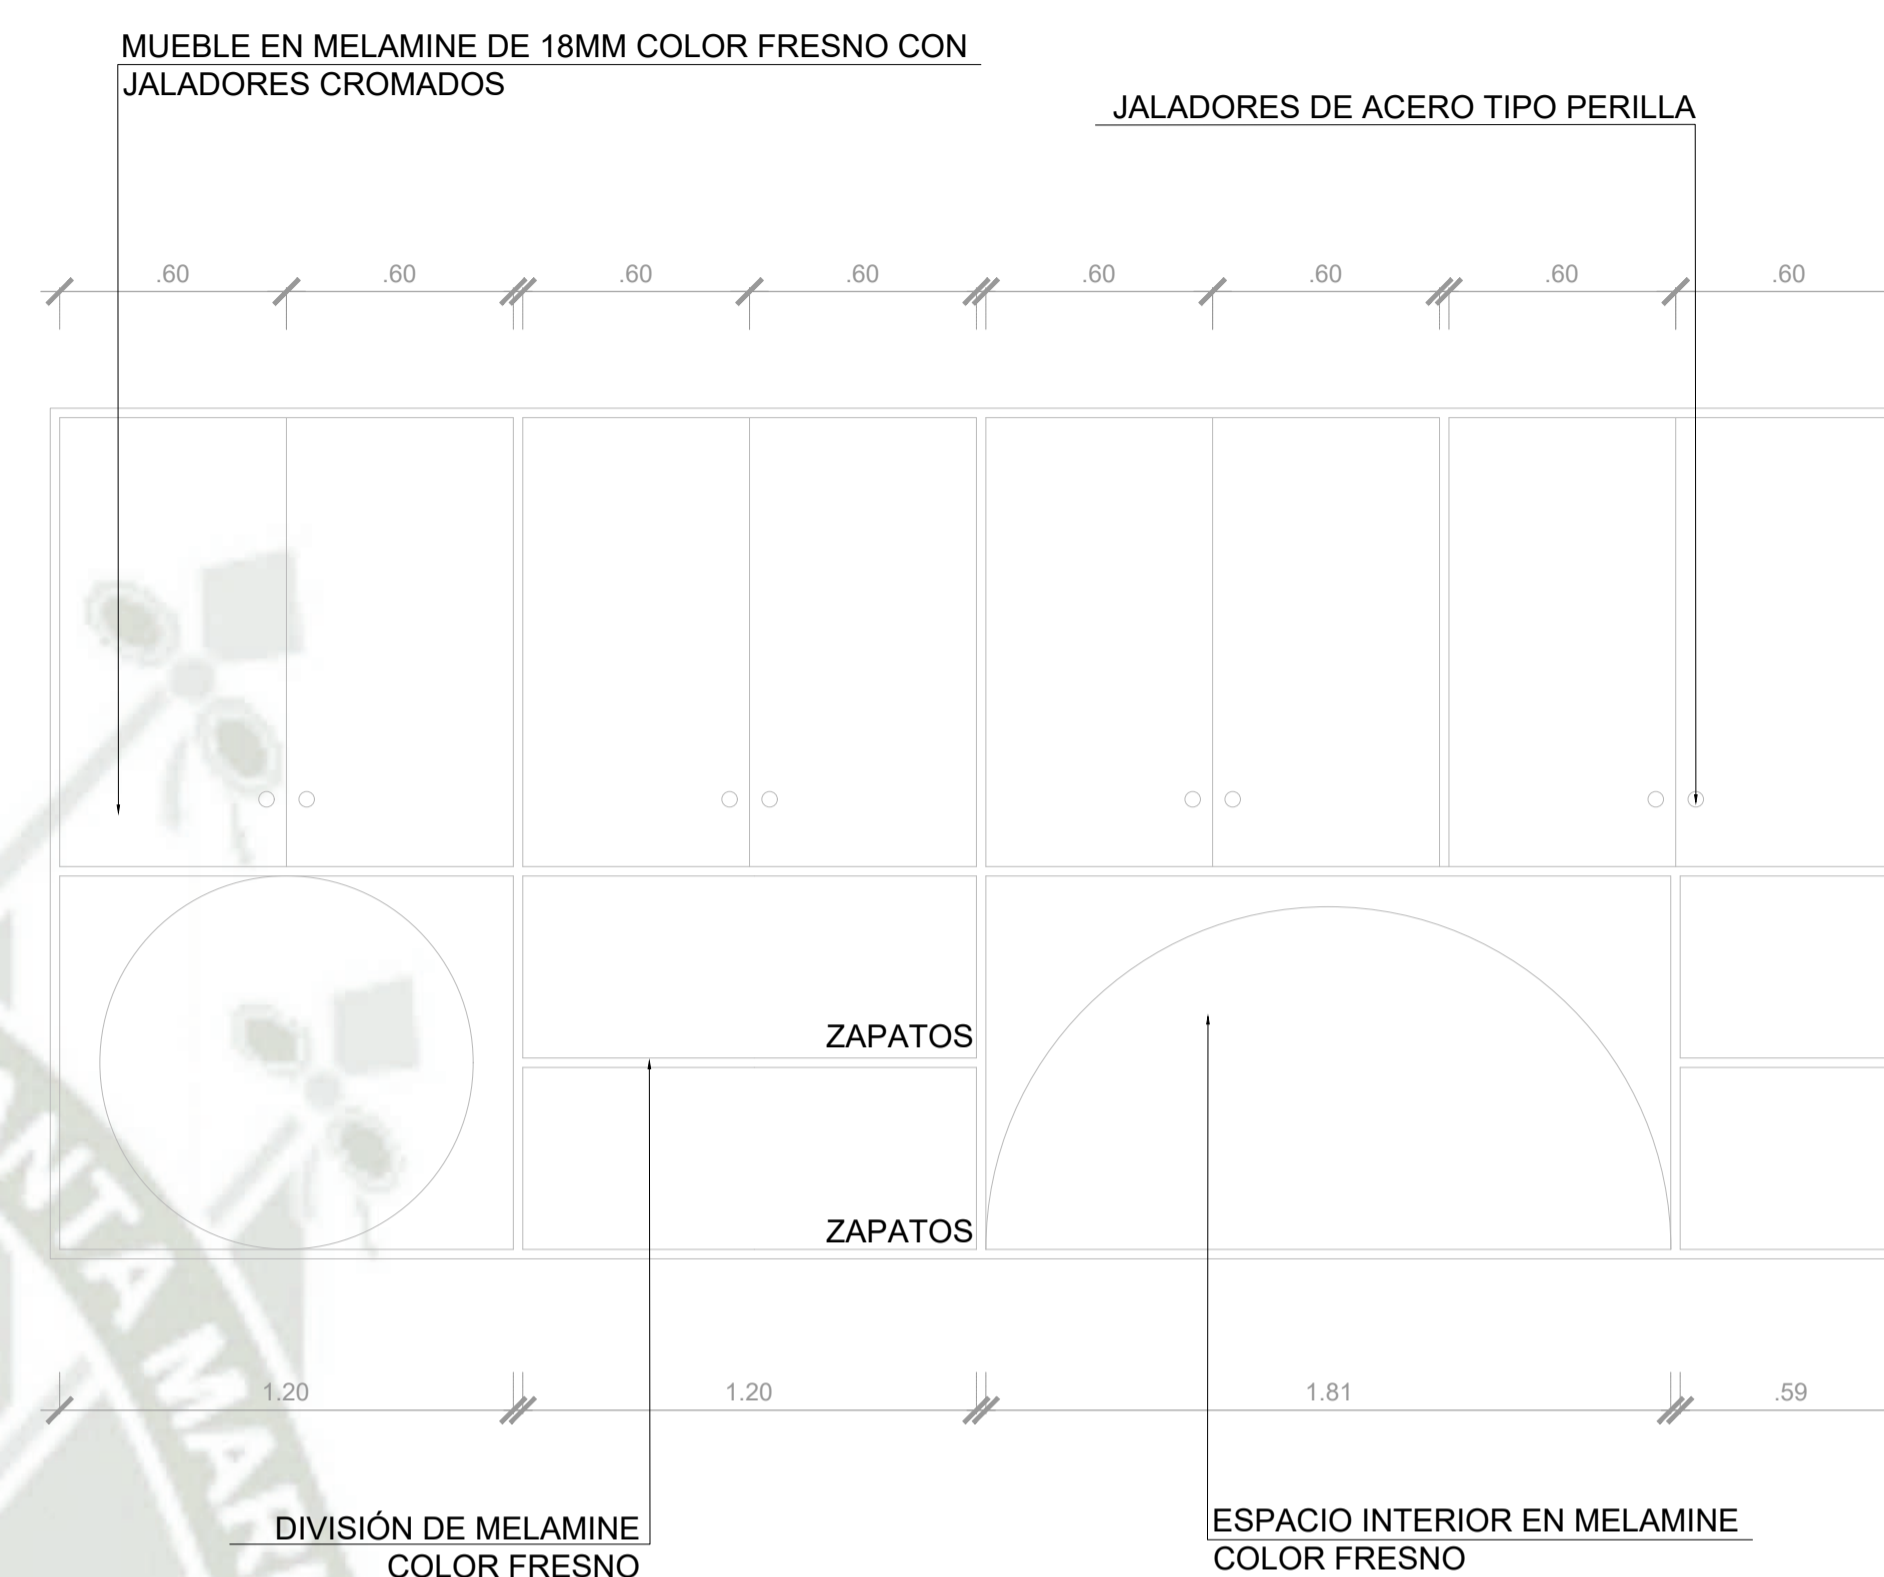 MUEBLE EN MELAMINE DE 18MM COLOR FRESNO CON
JALADORES CROMADOS
JALADORES DE ACERO TIPO PERILLA
.60 .60 .60 .60 .60 .60 .60 .60
ZAPATOS
ZAPATOS
1.20 1.20 1.81 .59
DIVISIÓN DE MELAMINE
COLOR FRESNO
ESPACIO INTERIOR EN MELAMINE
COLOR FRESNO